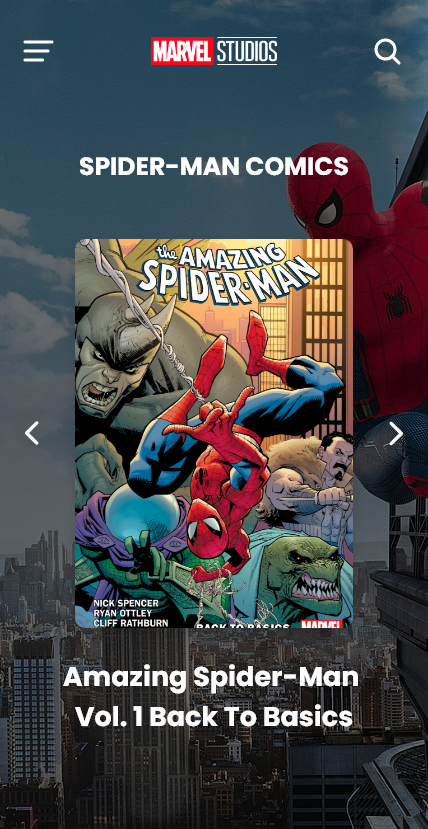 MARVEL STUDIOS
SPIDER-MAN COMICS
the AMAZING
SPIDER-MAN
NICK SPENCER
RYAN OTTLEY
CLIFF RATHBURN
BACK TO BASICS
MARVEL
Amazing Spider-Man
Vol. 1 Back To Basics